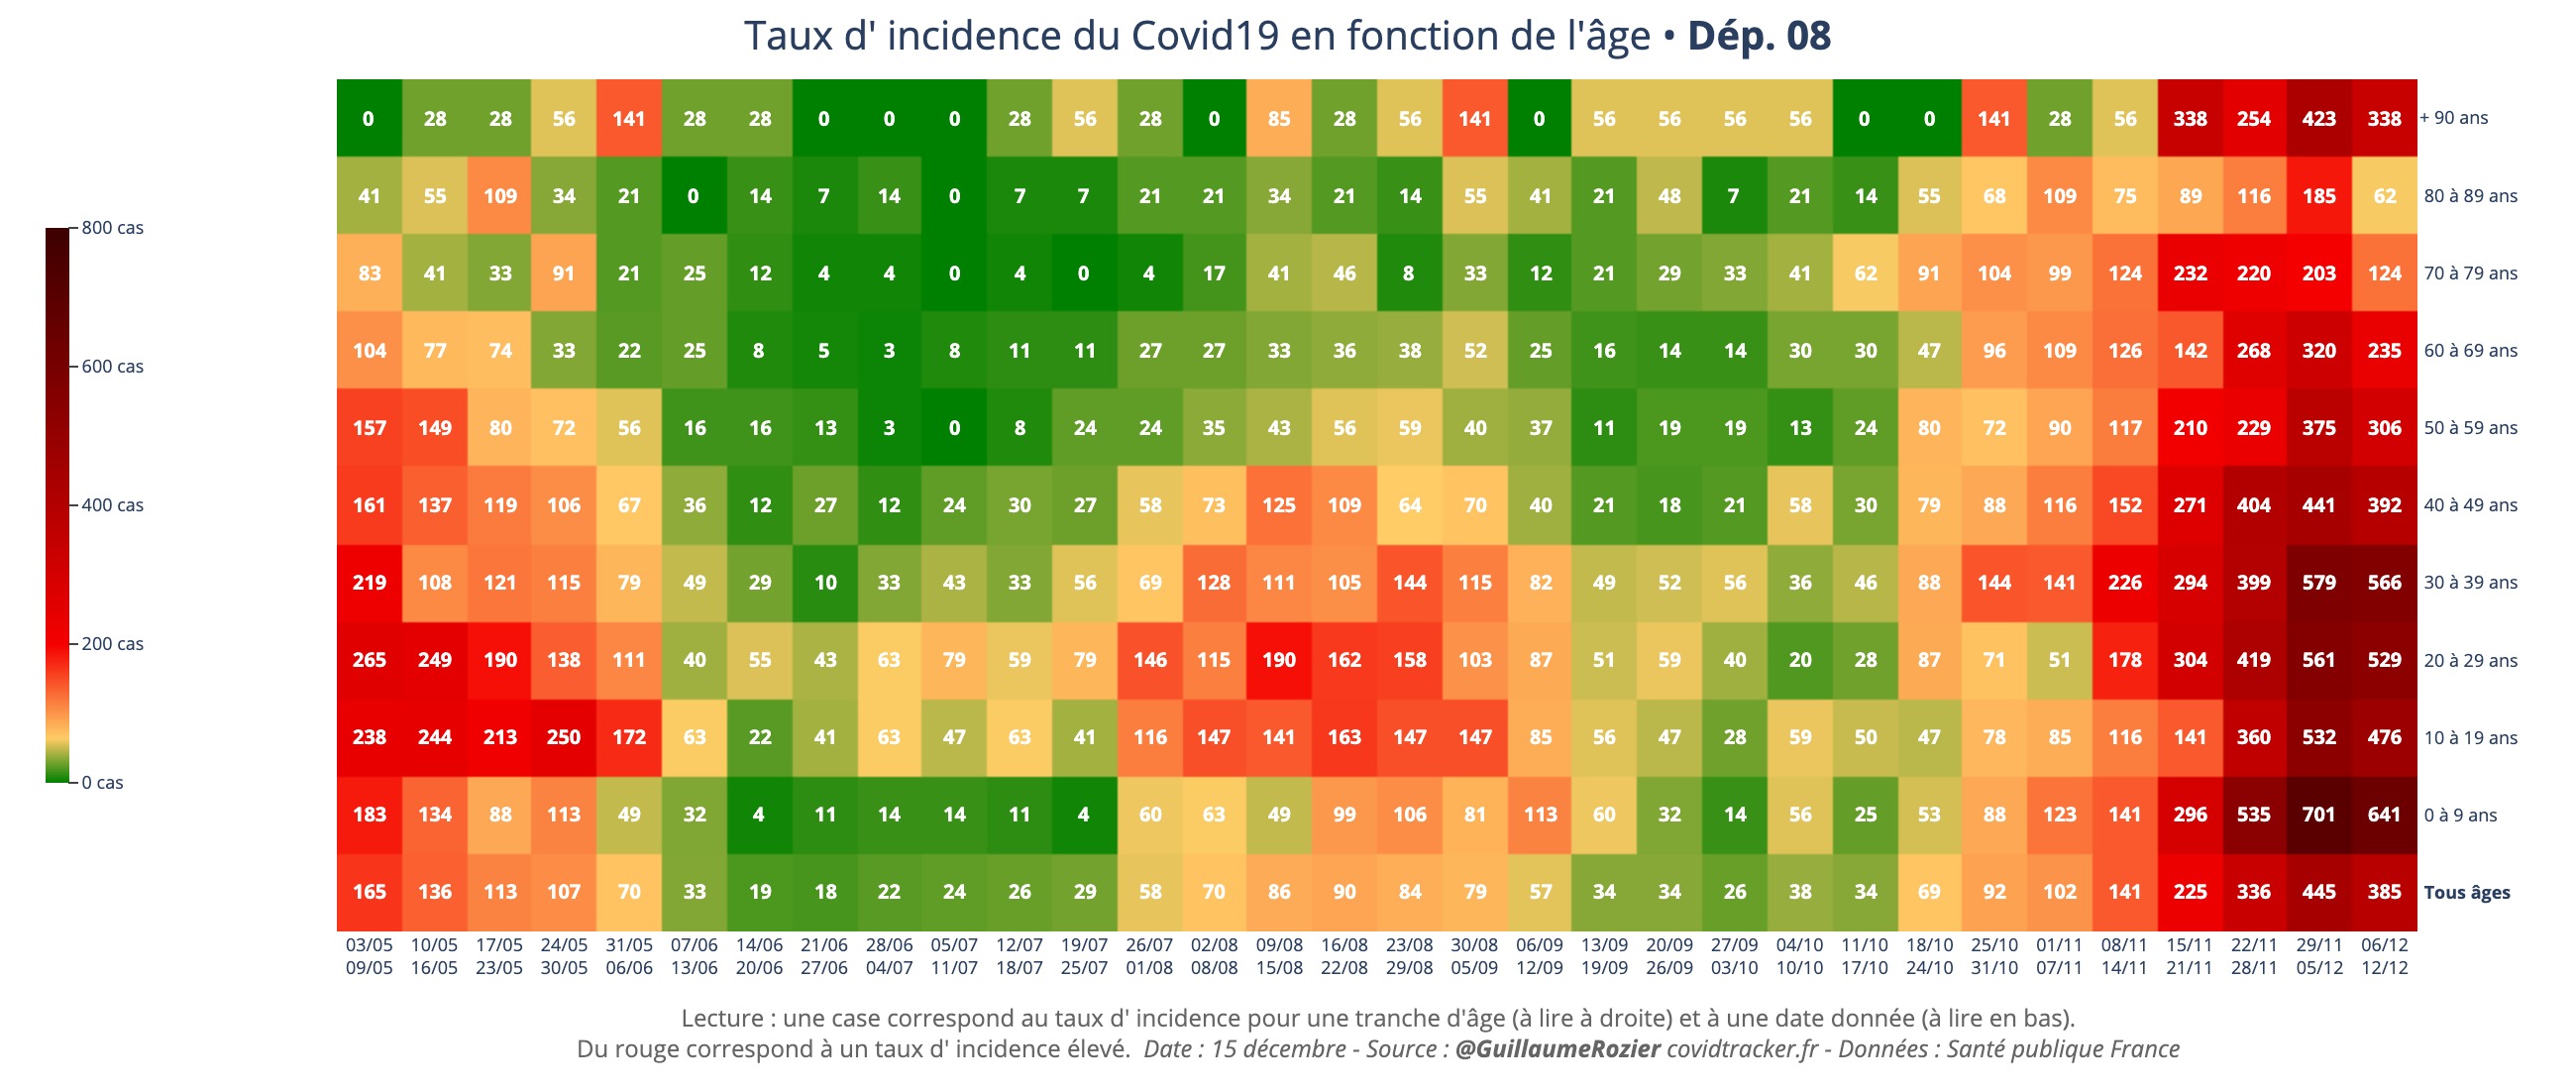 Taux d' incidence du Covid19 en fonction de l'âge • Dép. 08
800 cas
600 cas
400 cas
200 cas
0 cas
0 28 28 56 141 28 28 0 0 0 28 56 28 0 85 28 56 141 0 56 56 56 56 0 0 141 28 56 338 254 423 338 + 90 ans
41 55 109 34 21 0 14 7 14 0 7 7 21 21 34 21 14 55 41 21 48 7 21 14 55 68 109 75 89 116 185 62 80 à 89 ans
83 41 33 91 21 25 12 4 4 0 4 0 4 17 41 46 8 33 12 21 29 33 41 62 91 104 99 124 232 220 203 124 70 à 79 ans
104 77 74 33 22 25 8 5 3 8 11 11 27 27 33 36 38 52 25 16 14 14 30 30 47 96 109 126 142 268 320 235 60 à 69 ans
157 149 80 72 56 16 16 13 3 0 8 24 24 35 43 56 59 40 37 11 19 19 13 24 80 72 90 117 210 229 375 306 50 à 59 ans
161 137 119 106 67 36 12 27 12 24 30 27 58 73 125 109 64 70 40 21 18 21 58 30 79 88 116 152 271 404 441 392 40 à 49 ans
219 108 121 115 79 49 29 10 33 43 33 56 69 128 111 105 144 115 82 49 52 56 36 46 88 144 141 226 294 399 579 566 30 à 39 ans
265 249 190 138 111 40 55 43 63 79 59 79 146 115 190 162 158 103 87 51 59 40 20 28 87 71 51 178 304 419 561 529 20 à 29 ans
238 244 213 250 172 63 22 41 63 47 63 41 116 147 141 163 147 147 85 56 47 28 59 50 47 78 85 116 141 360 532 476 10 à 19 ans
183 134 88 113 49 32 4 11 14 14 11 4 60 63 49 99 106 81 113 60 32 14 56 25 53 88 123 141 296 535 701 641 0 à 9 ans
165 136 113 107 70 33 19 18 22 24 26 29 58 70 86 90 84 79 57 34 34 26 38 34 69 92 102 141 225 336 445 385 Tous âges
03/05 10/05 17/05 24/05 31/05 07/06 14/06 21/06 28/06 05/07 12/07 19/07 26/07 02/08 09/08 16/08 23/08 30/08 06/09 13/09 20/09 27/09 04/10 11/10 18/10 25/10 01/11 08/11 15/11 22/11 29/11 06/12
09/05 16/05 23/05 30/05 06/06 13/06 20/06 27/06 04/07 11/07 18/07 25/07 01/08 08/08 15/08 22/08 29/08 05/09 12/09 19/09 26/09 03/10 10/10 17/10 24/10 31/10 07/11 14/11 21/11 28/11 05/12 12/12
Lecture : une case correspond au taux d' incidence pour une tranche d'âge (à lire à droite) et à une date donnée (à lire en bas).
Du rouge correspond à un taux d' incidence élevé. Date : 15 décembre - Source : @GuillaumeRozier covidtracker.fr - Données : Santé publique France